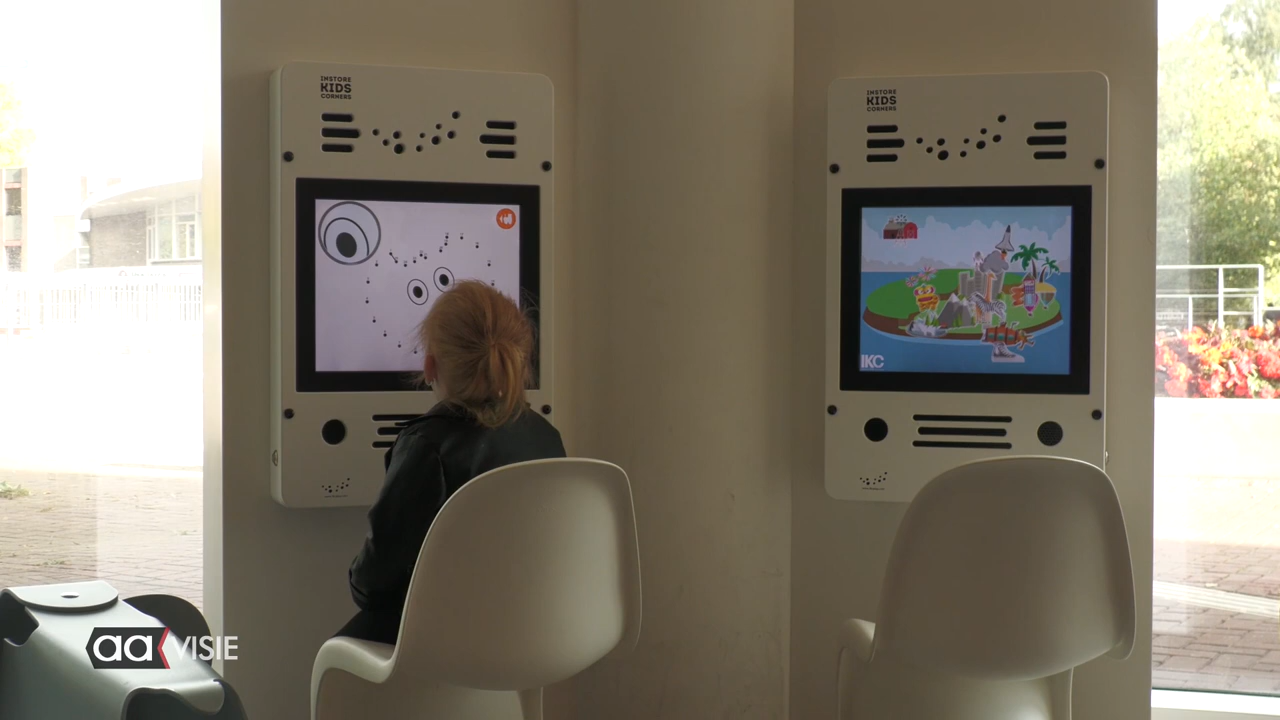 INSTORE
KIDS
CORNERS
INSTORE
KIDS
CORNERS
IKC
aa VISIE